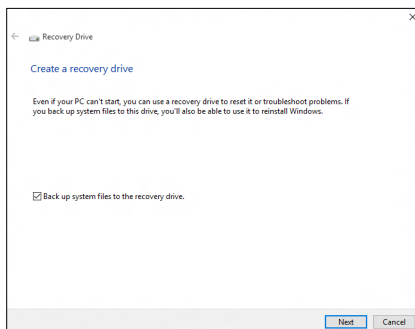 Recovery Drive
Create a recovery drive
Even if your PC can't start, you can use a recovery drive to reset it or troubleshoot problems. If
you back up system files to this drive, you'll also be able to use it to reinstall Windows.
Back up system files to the recovery drive.
Next Cancel